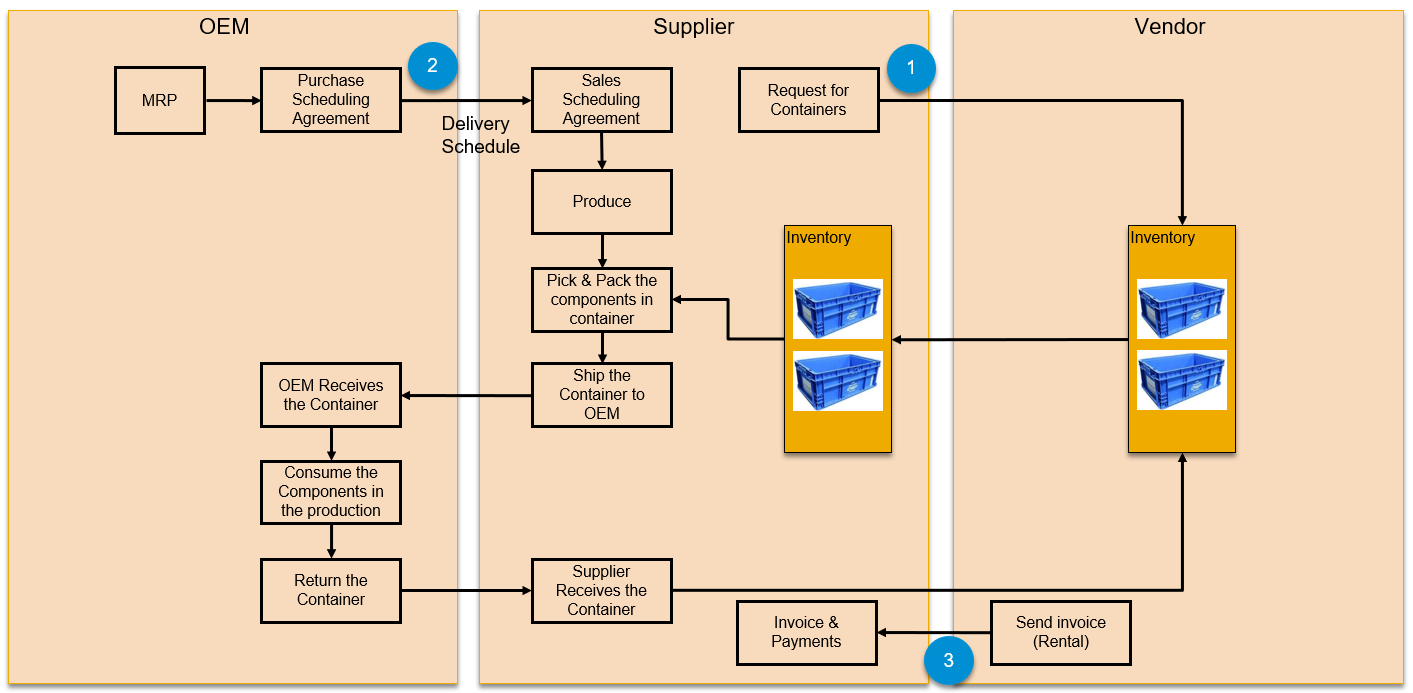 OEM
Supplier
Vendor
2
1
MRP
Purchase
Scheduling
Agreement
Sales
Scheduling
Agreement
Request for
Containers
Delivery
Schedule
Produce
Inventory
Inventory
Pick & Pack the
components in
container
OEM Receives
the Container
Ship the
Container to
OEM
Consume the
Components in
the production
Return the
Container
Supplier
Receives the
Container
Invoice &
Payments
Send invoice
(Rental)
3